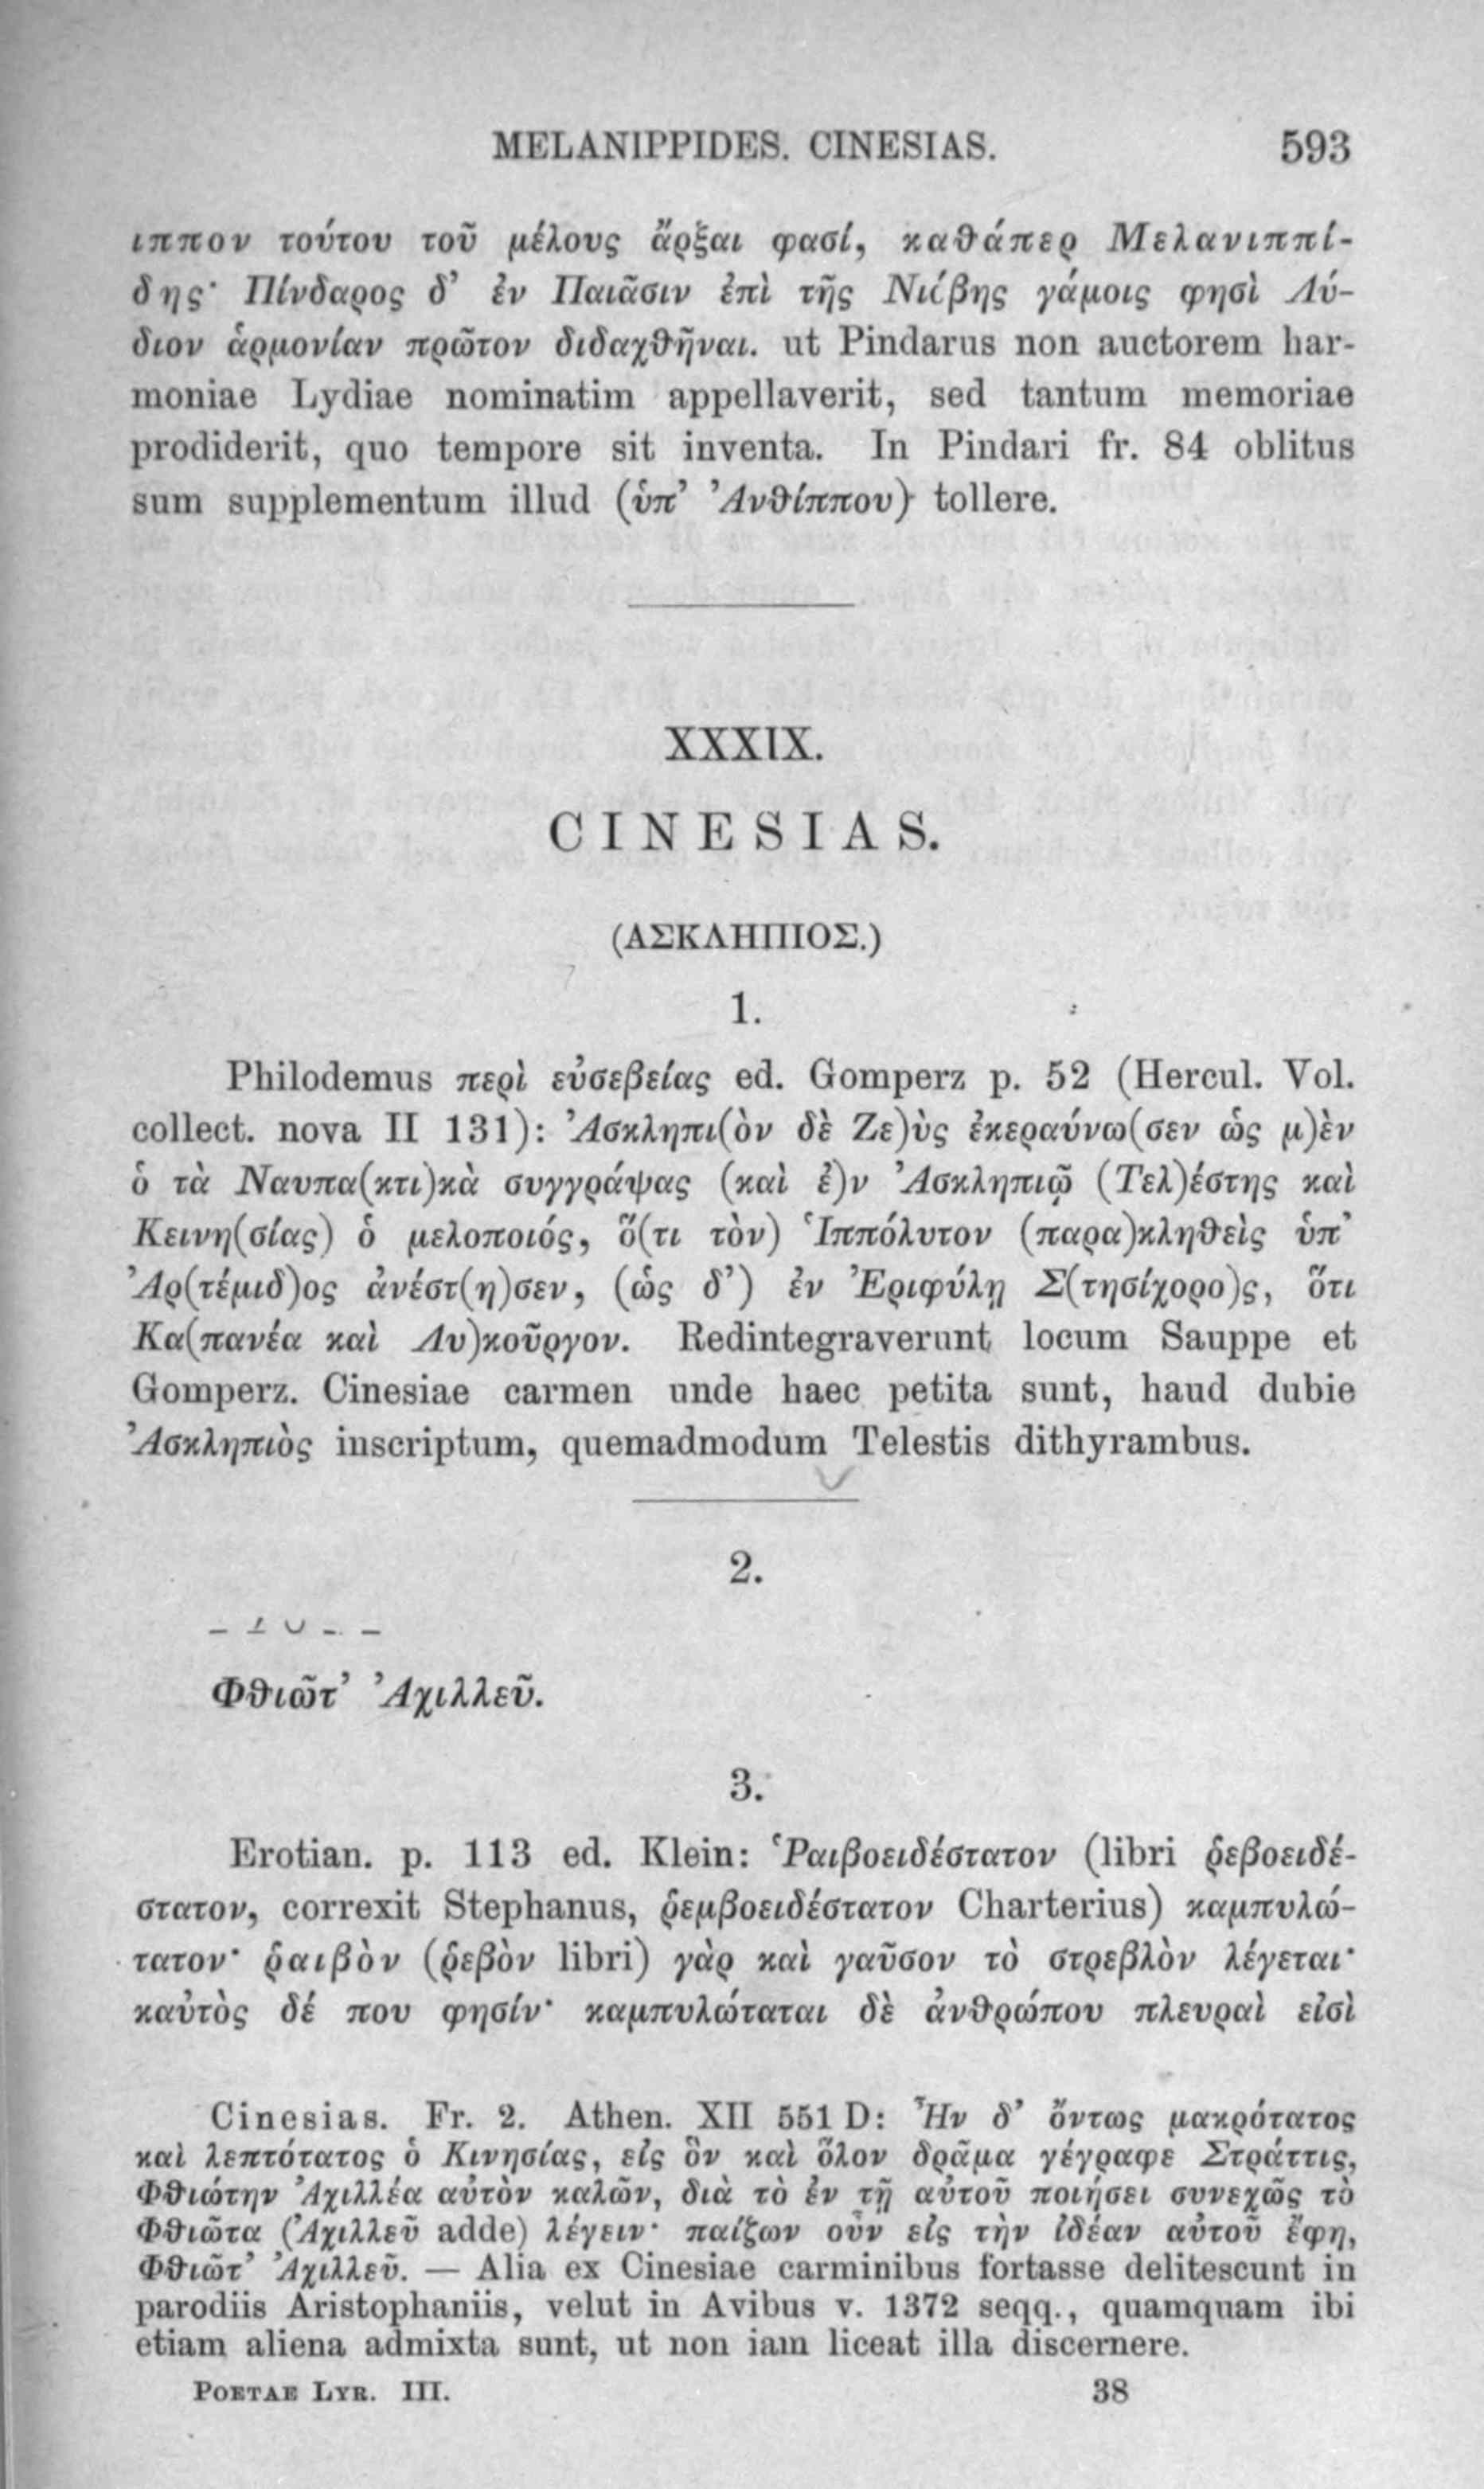 MELANIPPIDES. CINESIAS. 593
ιππον τούτου τοῦ μέλους ἄρξαι φασί, καθάπερ Μελανιππί-
δης· Πίνδαρος δ’ ἐν Παιᾶσιν ἐπὶ τῆς Νιόβης γάμοις φησὶ Λύ-
διον ἁρμονίαν πρῶτον διδαχθῆναι. ut Pindarus non auctorem har-
moniae Lydiae nominatim appellaverit, sed tantum memoriae
prodiderit, quo tempore sit inventa. In Pindari fr. 84 oblitus
sum supplementum illud (ὑπ’ Ἀνθίππου) tollere.
XXXIX.
CINESIAS.
(ΑΣΚΛΗΠΙΟΣ.)
1.
Philodemus περὶ εὐσεβείας ed. Gomperz p. 52 (Hercul. Vol.
collect. nova II 131): Ἀσκληπι(ὸν δὲ Ζε)ὺς ἐκεραύνω(σεν ὡς μ)ὲν
ὁ τὰ Ναυπα(κτι)κὰ συγγράψας (καὶ ἐ)ν Ἀσκληπιῷ (Τελ)έστης καὶ
Κεινη(σίας) ὁ μελοποιός, ὅ(τι τὸν) Ἱππόλυτον (παρα)κληθεὶς ὑπ’
Ἀρ(τέμιδ)ος ἀνέστ(η)σεν, (ὡς δ’) ἐν Ἐριφύλῃ Σ(τησίχορο)ς, ὅτι
Κα(πανέα καὶ Λυ)κοῦργον. Redintegraverunt locum Sauppe et
Gomperz. Cinesiae carmen unde haec petita sunt, haud dubie
Ἀσκληπιὸς inscriptum, quemadmodum Telestis dithyrambus.
2.
Φθιῶτ’ Ἀχιλλεῦ.
3.
Erotian. p. 113 ed. Klein: Ῥαιβοειδέστατον (libri ῥεβοειδέ-
στατον, correxit Stephanus, ῥεμβοειδέστατον Charterius) καμπυλώ-
τατον· ῥαιβὸν (ῥεβὸν libri) γὰρ καὶ γαῦσον τὸ στρεβλὸν λέγεται·
καὐτὸς δέ που φησίν· καμπυλώταται δὲ ἀνθρώπου πλευραὶ εἰσὶ
Cinesias. Fr. 2. Athen. XII 551 D: Ἦν δ’ ὄντως μακρότατος
καὶ λεπτότατος ὁ Κινησίας, εἰς ὃν καὶ ὅλον δρᾶμα γέγραφε Στράττις,
Φθιώτην Ἀχιλλέα αὐτὸν καλῶν, διὰ τὸ ἐν τῇ αὐτοῦ ποιήσει συνεχῶς τὸ
Φθιῶτα (Ἀχιλλεῦ adde) λέγειν· παίζων οὖν εἰς τὴν ἰδέαν αὐτοῦ ἔφη,
Φθιῶτ’ Ἀχιλλεῦ. — Alia ex Cinesiae carminibus fortasse delitescunt in
parodiis Aristophaniis, velut in Avibus v. 1372 seqq., quamquam ibi
etiam aliena admixta sunt, ut non iam liceat illa discernere.
POETAE LYR. III. 38